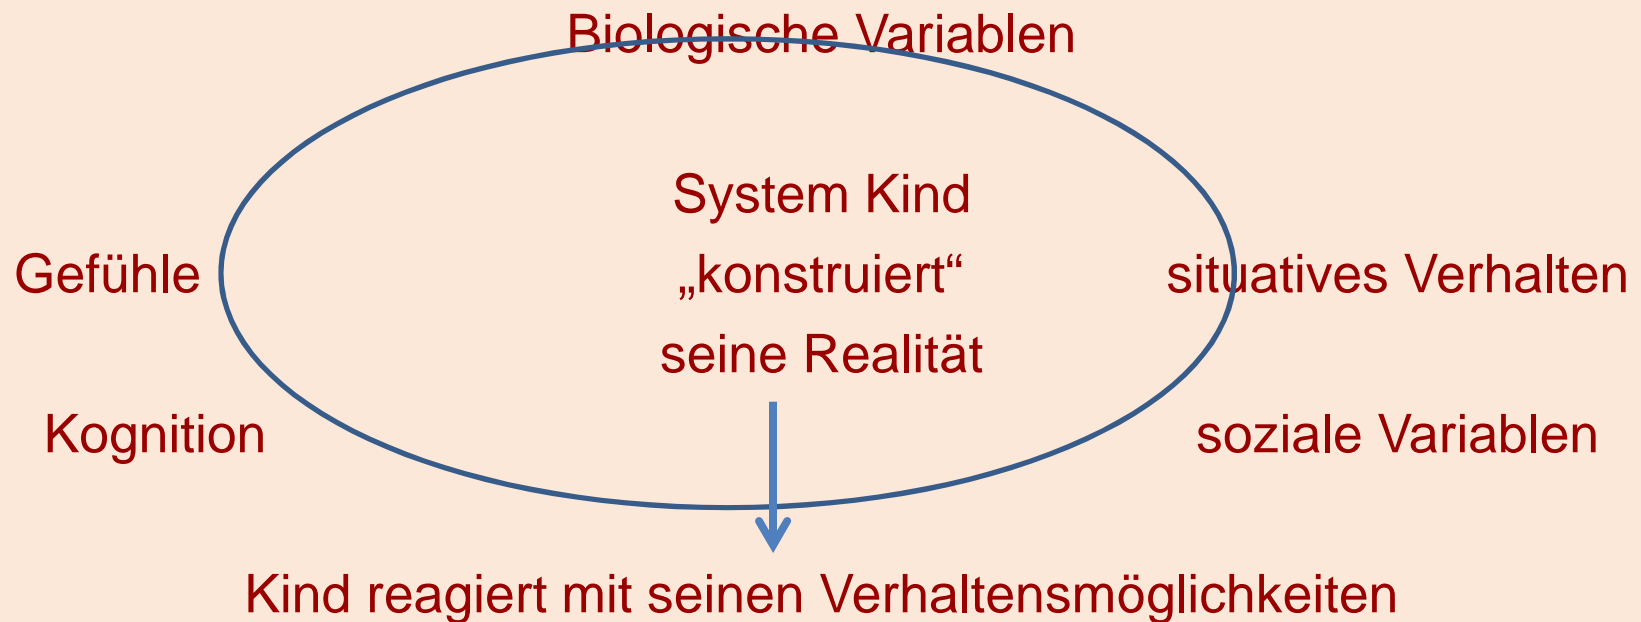 Biologische Variablen
System Kind
Gefühle „konstruiert“ situatives Verhalten
seine Realität
Kognition soziale Variablen
Kind reagiert mit seinen Verhaltensmöglichkeiten